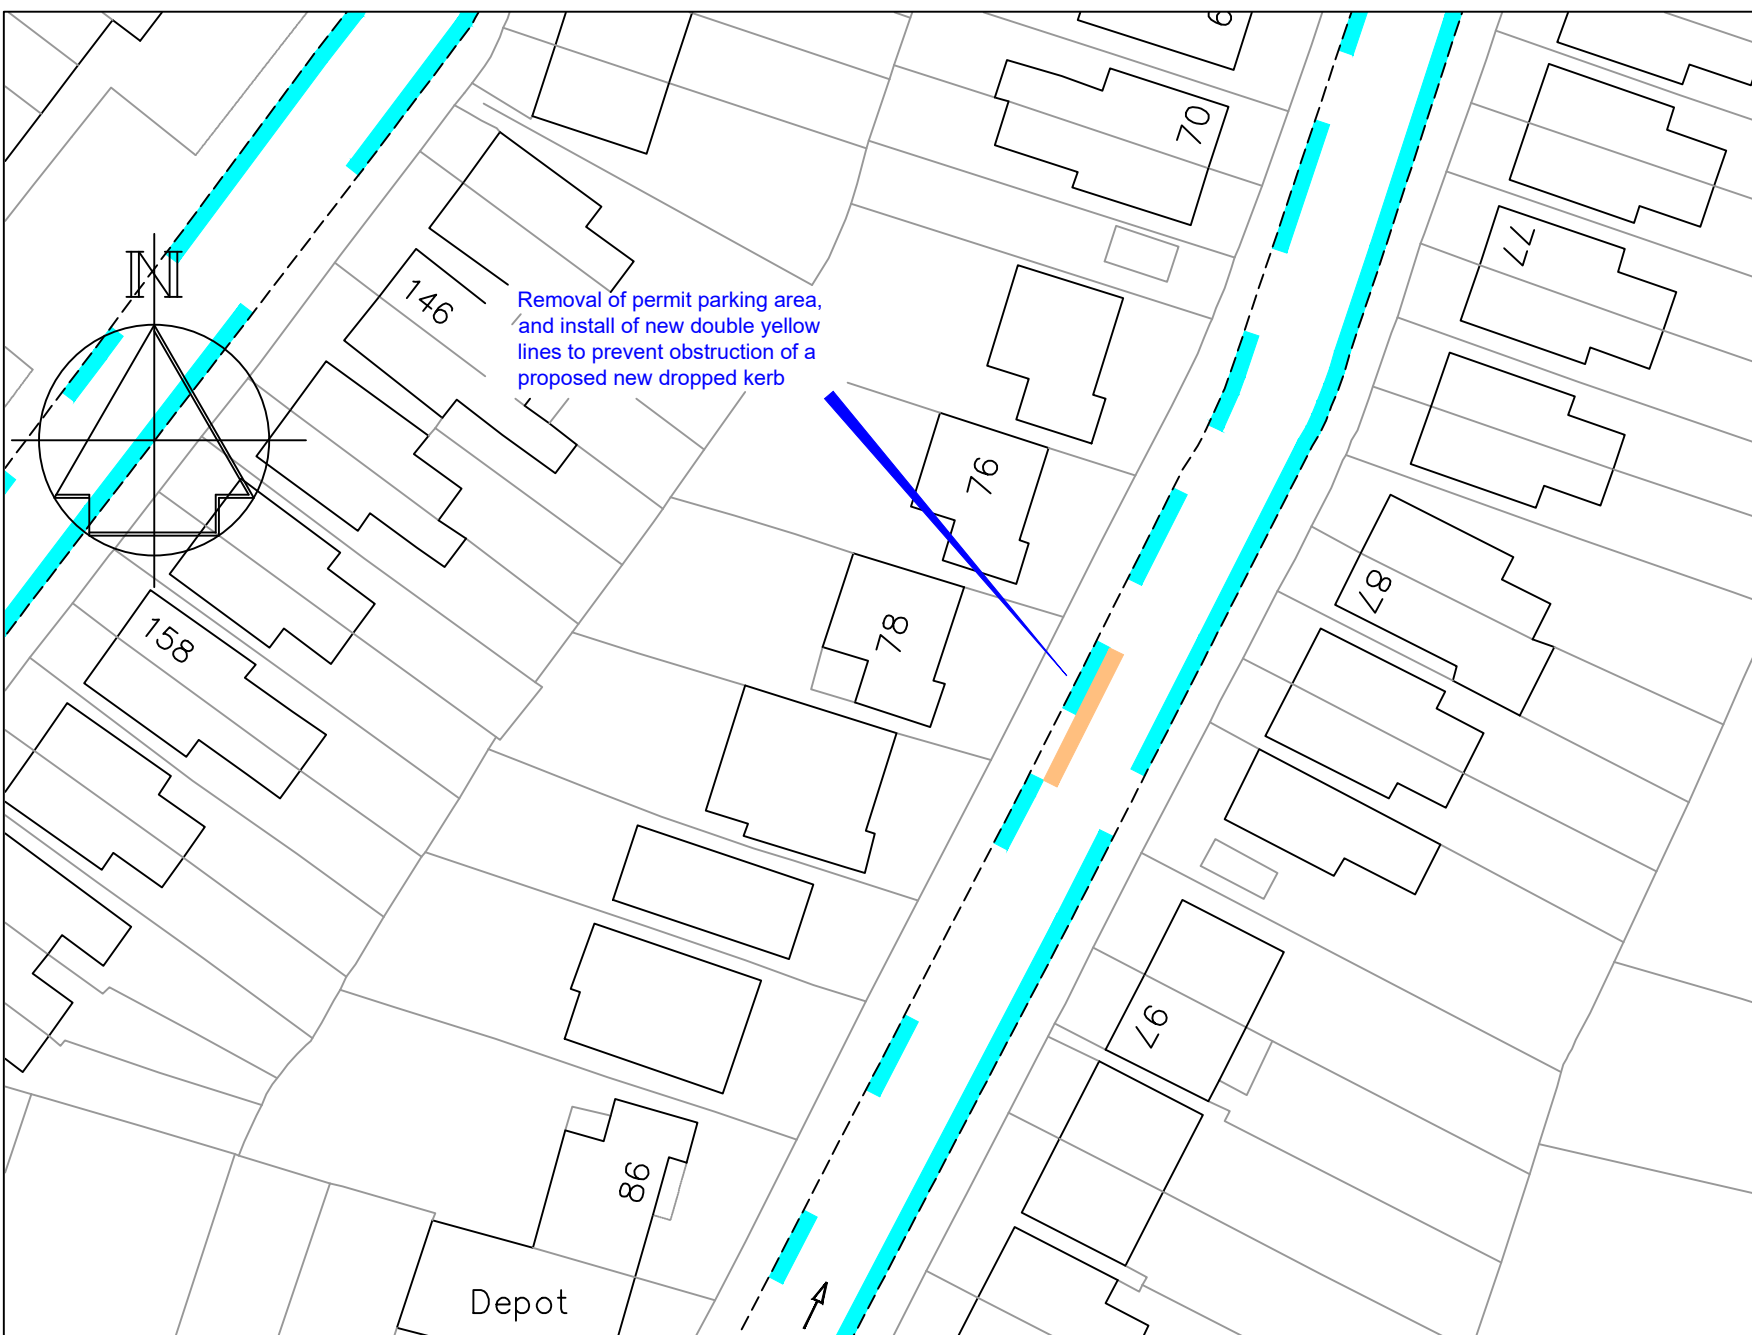 6
70
77
N
146
Removal of permit parking area,
and install of new double yellow
lines to prevent obstruction of a
proposed new dropped kerb
76
87
78
158
97
86
Depot